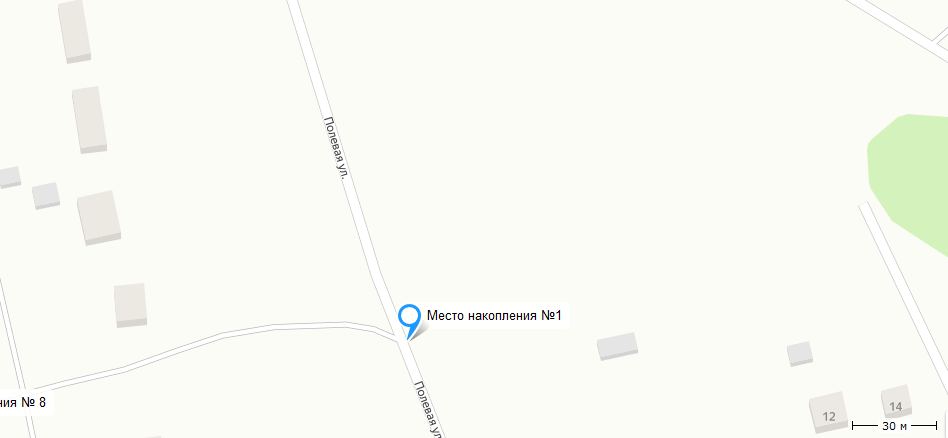 Полевая ул.
Место накопления №1
ния № 8
Полевая ул
12
14
30 м